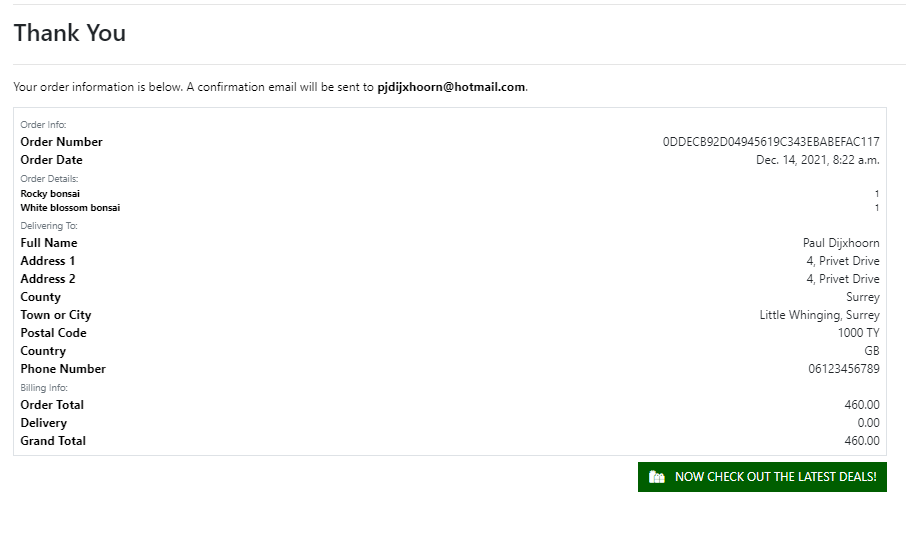 Thank You
Your order information is below. A confirmation email will be sent to pjdijxhoorn@hotmail.com.
Order Info:
Order Number 0DDECB92D04945619C343EBABEFAC117
Order Date Dec. 14, 2021, 8:22 a.m.
Order Details:
Rocky bonsai 1
White blossom bonsai 1
Delivering To:
Full Name Paul Dijxhoorn
Address 1 4, Privet Drive
Address 2 4, Privet Drive
County Surrey
Town or City Little Whinging, Surrey
Postal Code 1000 TY
Country GB
Phone Number 06123456789
Billing Info:
Order Total 460.00
Delivery 0.00
Grand Total 460.00
NOW CHECK OUT THE LATEST DEALS!